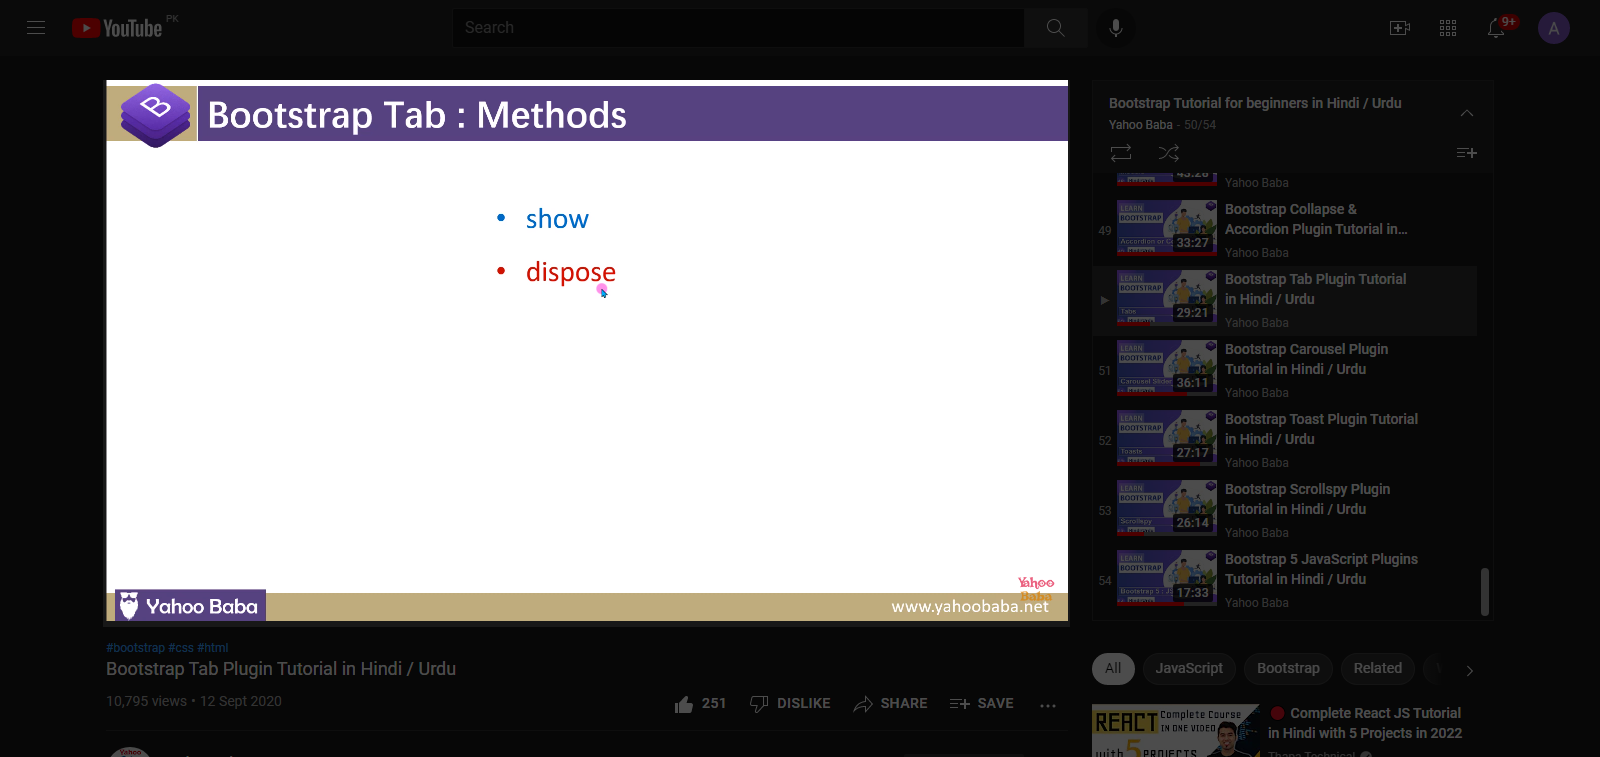 YouTube PK
Search
9+
A
Bootstrap Tab : Methods
• show
• dispose
Yahoo Baba
Yahoo
Baba
www.yahoobaba.net
#bootstrap #css #html
Bootstrap Tab Plugin Tutorial in Hindi / Urdu
10,795 views • 12 Sept 2020
251
DISLIKE
SHARE
SAVE
Bootstrap Tutorial for beginners in Hindi / Urdu
Yahoo Baba - 50/54
43:28
Yahoo Baba
49
LEARN
BOOTSTRAP
33:27
Bootstrap Collapse &
Accordion Plugin Tutorial in...
Yahoo Baba
LEARN
BOOTSTRAP
Tabs
29:21
Bootstrap Tab Plugin Tutorial
in Hindi / Urdu
Yahoo Baba
51
LEARN
BOOTSTRAP
Carousel Slider
36:11
Bootstrap Carousel Plugin
Tutorial in Hindi / Urdu
Yahoo Baba
52
LEARN
BOOTSTRAP
Toasts
27:17
Bootstrap Toast Plugin Tutorial
in Hindi / Urdu
Yahoo Baba
53
LEARN
BOOTSTRAP
Scrollspy
26:14
Bootstrap Scrollspy Plugin
Tutorial in Hindi / Urdu
Yahoo Baba
54
LEARN
BOOTSTRAP
17:33
Bootstrap 5 JavaScript Plugins
Tutorial in Hindi / Urdu
Yahoo Baba
All
JavaScript
Bootstrap
Related
REACT
Complete Course
IN ONE VIDEO
with 5 PROJECTS
Complete React JS Tutorial
in Hindi with 5 Projects in 2022
Yahoo